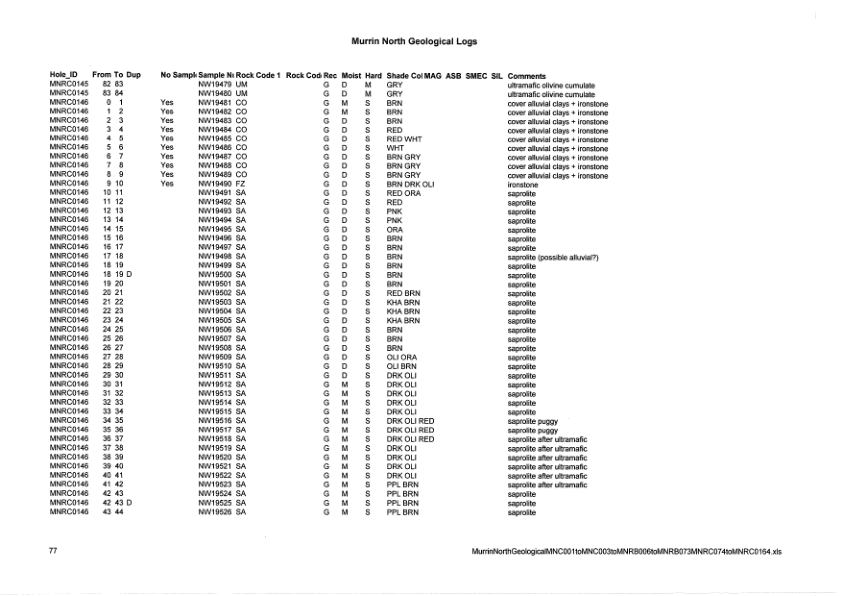 Murrin North Geological Logs
Hole_ID From To Dup No Sampl Sample N Rock Code 1 Rock Cod Rec Moist Hard Shade Col MAG ASB SMEC SIL Comments
MNRC0145 82 83 NW19479 UM G D M GRY ultramafic olivine cumulate
MNRC0145 83 84 NW19480 UM G D M GRY ultramafic olivine cumulate
MNRC0146 0 1 Yes NW19481 CO G M S BRN cover alluvial clays + ironstone
MNRC0146 1 2 Yes NW19482 CO G M S BRN cover alluvial clays + ironstone
MNRC0146 2 3 Yes NW19483 CO G D S BRN cover alluvial clays + ironstone
MNRC0146 3 4 Yes NW19484 CO G D S RED cover alluvial clays + ironstone
MNRC0146 4 5 Yes NW19485 CO G D S RED WHT cover alluvial clays + ironstone
MNRC0146 5 6 Yes NW19486 CO G D S WHT cover alluvial clays + ironstone
MNRC0146 6 7 Yes NW19487 CO G D S BRN GRY cover alluvial clays + ironstone
MNRC0146 7 8 Yes NW19488 CO G D S BRN GRY cover alluvial clays + ironstone
MNRC0146 8 9 Yes NW19489 CO G D S BRN GRY cover alluvial clays + ironstone
MNRC0146 9 10 Yes NW19490 FZ G D S BRN DRK OLI ironstone
MNRC0146 10 11 NW19491 SA G D S RED ORA saprolite
MNRC0146 11 12 NW19492 SA G D S RED saprolite
MNRC0146 12 13 NW19493 SA G D S PNK saprolite
MNRC0146 13 14 NW19494 SA G D S PNK saprolite
MNRC0146 14 15 NW19495 SA G D S ORA saprolite
MNRC0146 15 16 NW19496 SA G D S BRN saprolite
MNRC0146 16 17 NW19497 SA G D S BRN saprolite
MNRC0146 17 18 NW19498 SA G D S BRN saprolite (possible alluvial?)
MNRC0146 18 19 NW19499 SA G D S BRN saprolite
MNRC0146 18 19 D NW19500 SA G D S BRN saprolite
MNRC0146 19 20 NW19501 SA G D S BRN saprolite
MNRC0146 20 21 NW19502 SA G D S RED BRN saprolite
MNRC0146 21 22 NW19503 SA G D S KHA BRN saprolite
MNRC0146 22 23 NW19504 SA G D S KHA BRN saprolite
MNRC0146 23 24 NW19505 SA G D S KHA BRN saprolite
MNRC0146 24 25 NW19506 SA G D S BRN saprolite
MNRC0146 25 26 NW19507 SA G D S BRN saprolite
MNRC0146 26 27 NW19508 SA G D S BRN saprolite
MNRC0146 27 28 NW19509 SA G D S OLI ORA saprolite
MNRC0146 28 29 NW19510 SA G D S OLI BRN saprolite
MNRC0146 29 30 NW19511 SA G D S DRK OLI saprolite
MNRC0146 30 31 NW19512 SA G M S DRK OLI saprolite
MNRC0146 31 32 NW19513 SA G M S DRK OLI saprolite
MNRC0146 32 33 NW19514 SA G M S DRK OLI saprolite
MNRC0146 33 34 NW19515 SA G M S DRK OLI saprolite
MNRC0146 34 35 NW19516 SA G M S DRK OLI RED saprolite puggy
MNRC0146 35 36 NW19517 SA G M S DRK OLI RED saprolite puggy
MNRC0146 36 37 NW19518 SA G M S DRK OLI RED saprolite after ultramafic
MNRC0146 37 38 NW19519 SA G M S DRK OLI saprolite after ultramafic
MNRC0146 38 39 NW19520 SA G M S DRK OLI saprolite after ultramafic
MNRC0146 39 40 NW19521 SA G M S DRK OLI saprolite after ultramafic
MNRC0146 40 41 NW19522 SA G M S DRK OLI saprolite after ultramafic
MNRC0146 41 42 NW19523 SA G M S PPL BRN saprolite after ultramafic
MNRC0146 42 43 NW19524 SA G M S PPL BRN saprolite
MNRC0146 42 43 D NW19525 SA G M S PPL BRN saprolite
MNRC0146 43 44 NW19526 SA G M S PPL BRN saprolite
77 MurrinNorthGeologicalMNC001toMNC003toMNRB006toMNRB073MNRC074toMNRC0164.xls